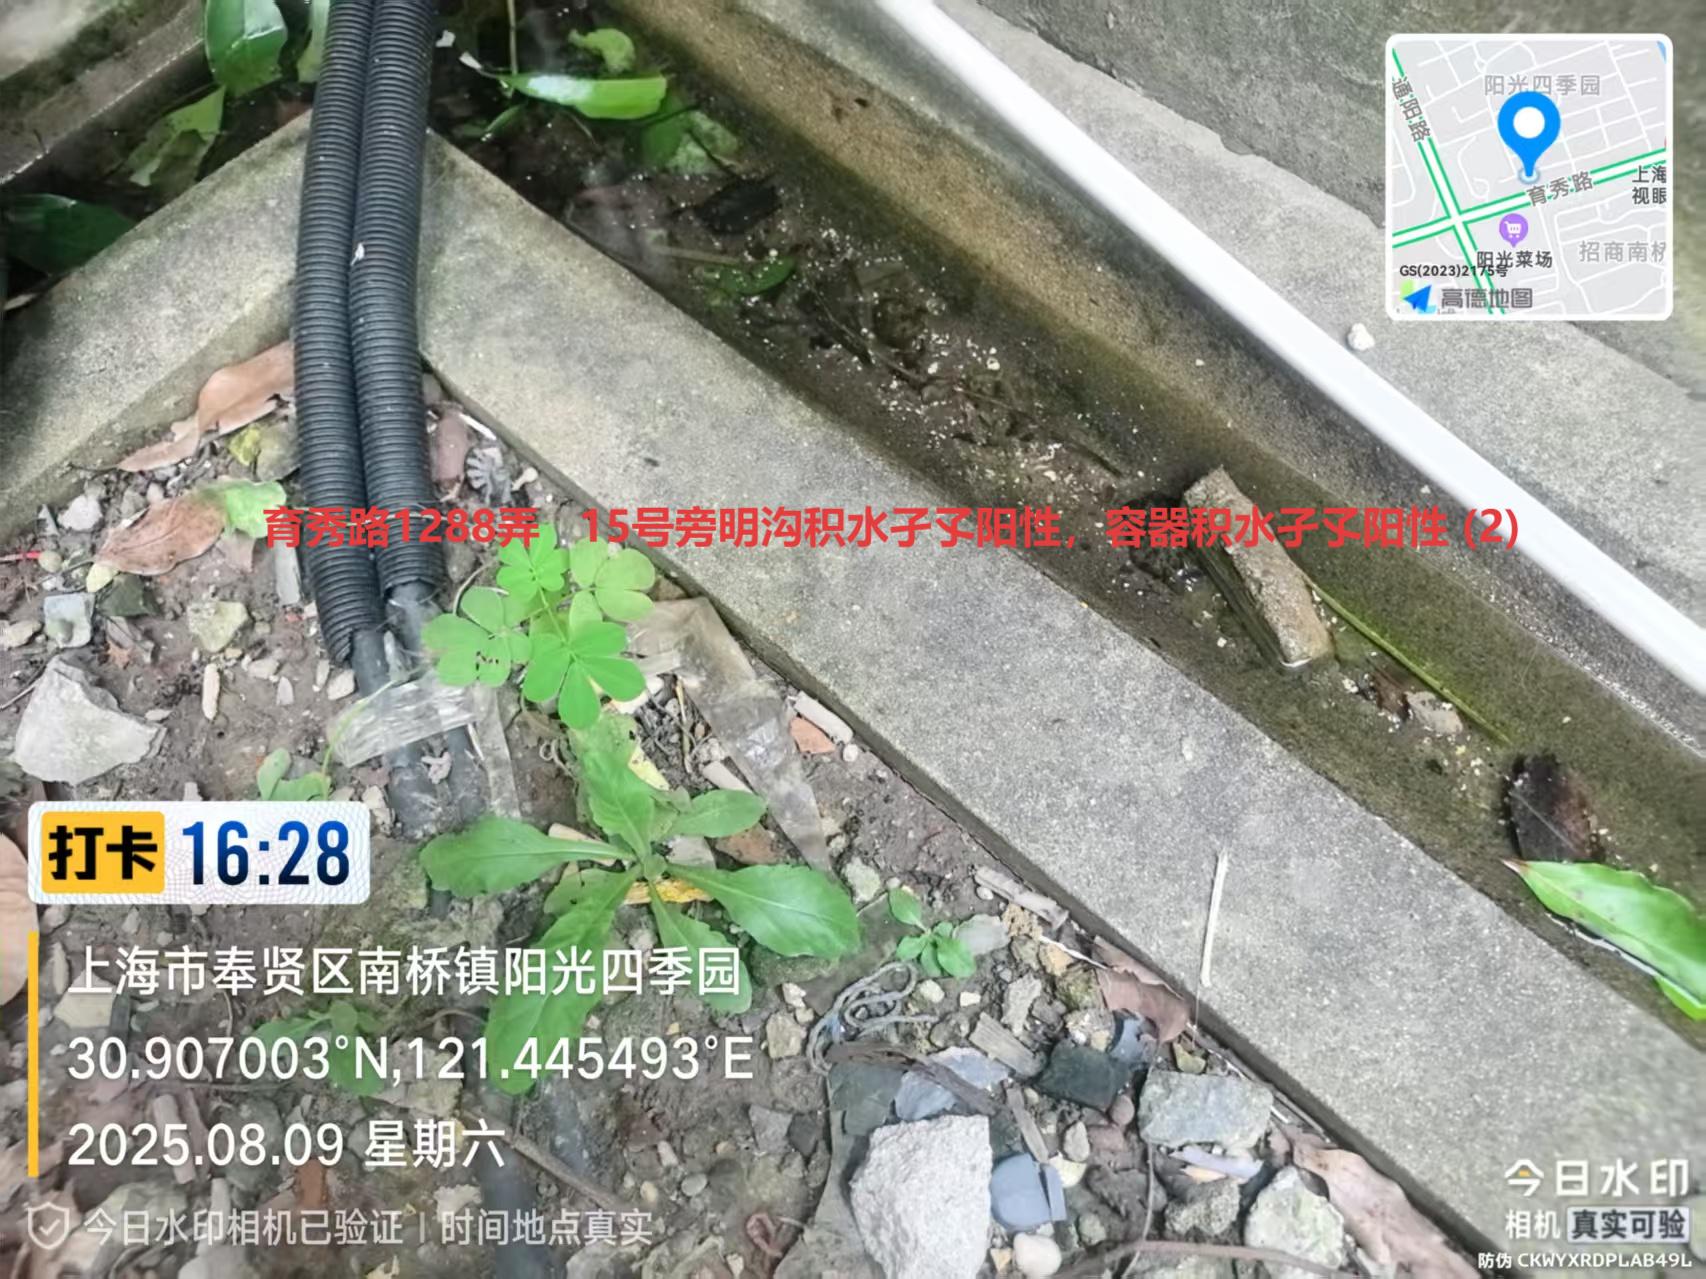 阳光四季园
通阳路
育秀路
上海
视眼
阳光菜场
招商南桥
GS(2023)2175号
高德地图
育秀路1288弄 15号旁明沟积水孑孓阳性，容器积水孑孓阳性 (2)
打卡 16:28
上海市奉贤区南桥镇阳光四季园
30.907003°N,121.445493°E
2025.08.09 星期六
今日水印相机已验证 | 时间地点真实
今日水印
相机 真实可验
防伪 CKWYXRDPLAB49L